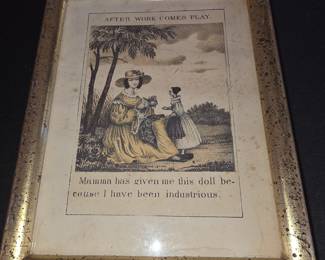 AFTER WORK COMES PLAY.
Mamma has given me this doll be-
cause I have been industrious.